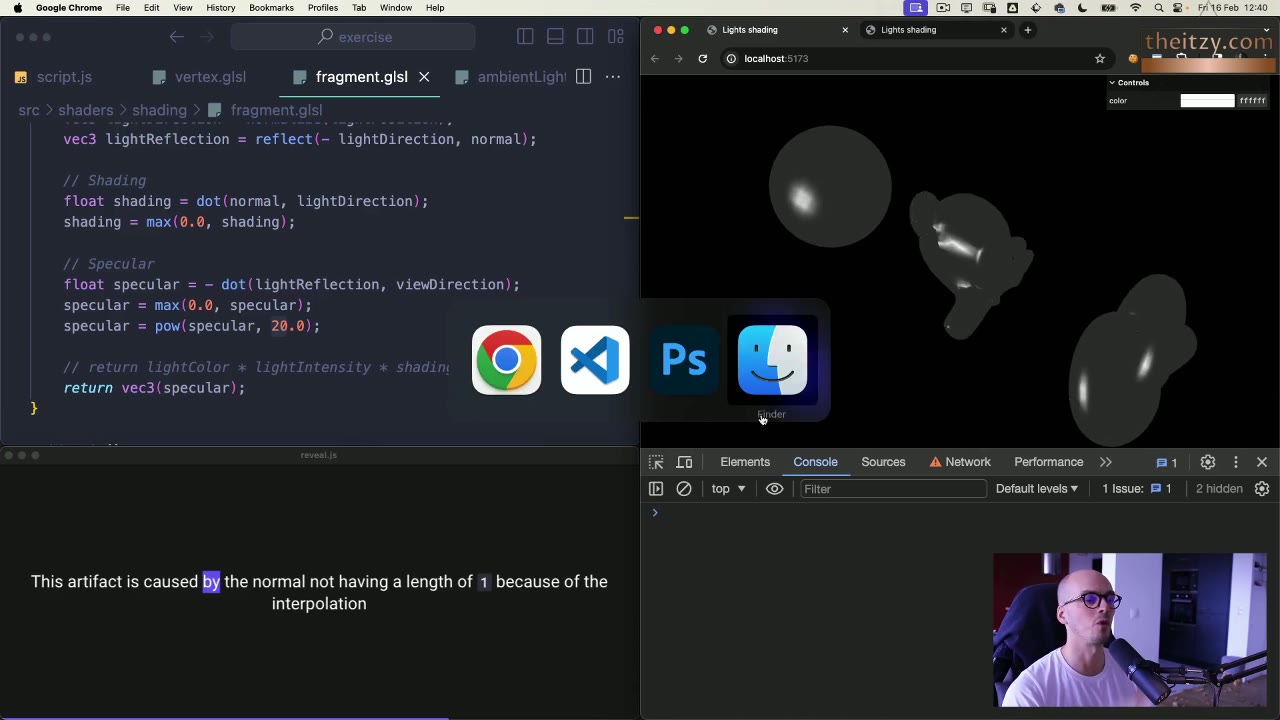 Google Chrome File Edit View History Bookmarks Profiles Tab Window Help
Fri 16 Feb 12:40
exercise
Lights shading
Lights shading
theitzy.com
localhost:5173
script.js
vertex.glsl
fragment.glsl
ambientLight
src > shaders > shading > fragment.glsl
Controls
color
ffffff
vec3 lightReflection = reflect(- lightDirection, normal);
// Shading
float shading = dot(normal, lightDirection);
shading = max(0.0, shading);
// Specular
float specular = - dot(lightReflection, viewDirection);
specular = max(0.0, specular);
specular = pow(specular, 20.0);
// return lightColor * lightIntensity * shading
return vec3(specular);
}
Ps
Finder
reveal.js
This artifact is caused by the normal not having a length of 1 because of the
interpolation
Elements Console Sources Network Performance 1
top Filter Default levels 1 Issue: 1 2 hidden